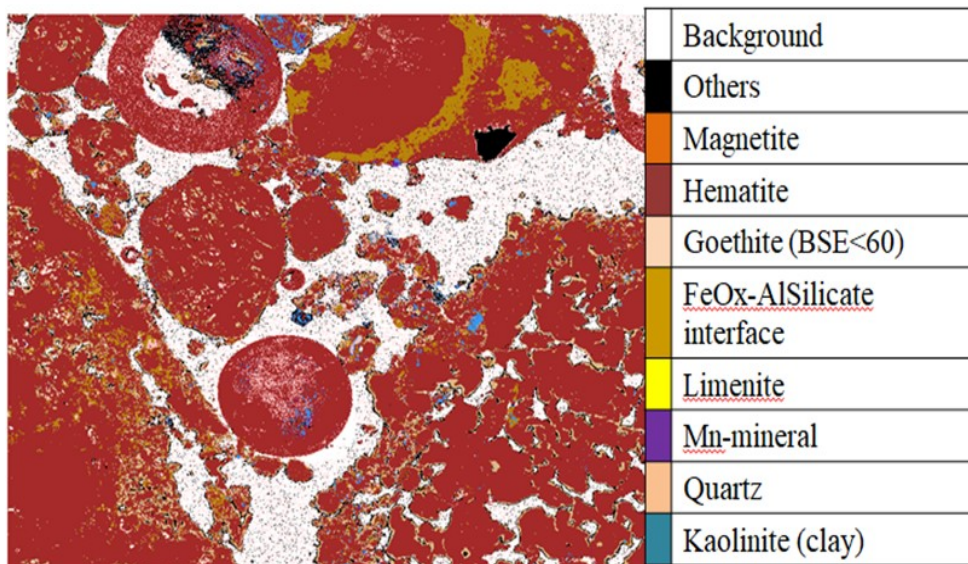 Background
Others
Magnetite
Hematite
Goethite (BSE<60)
FeOx-AlSilicate
interface
Limenite
Mn-mineral
Quartz
Kaolinite (clay)